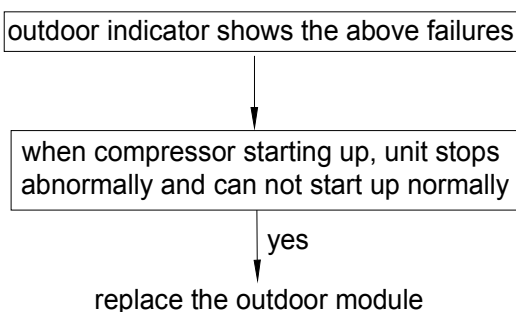 outdoor indicator shows the above failures
when compressor starting up, unit stops
abnormally and can not start up normally
yes
replace the outdoor module